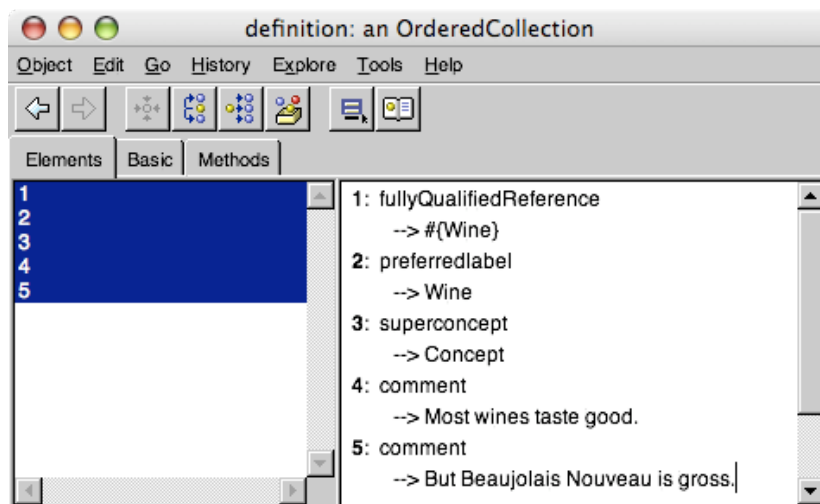 definition: an OrderedCollection
Object Edit Go History Explore Tools Help
Elements Basic Methods
1
2
3
4
5
1: fullyQualifiedReference
--> #{Wine}
2: preferredlabel
--> Wine
3: superconcept
--> Concept
4: comment
--> Most wines taste good.
5: comment
--> But Beaujolais Nouveau is gross.